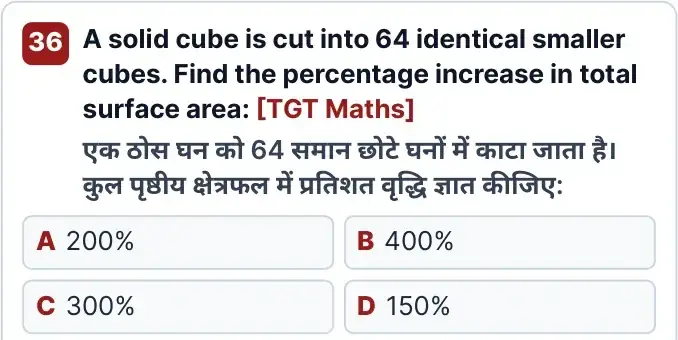 36 A solid cube is cut into 64 identical smaller
cubes. Find the percentage increase in total
surface area: [TGT Maths]
एक ठोस घन को 64 समान छोटे घनों में काटा जाता है।
कुल पृष्ठीय क्षेत्रफल में प्रतिशत वृद्धि ज्ञात कीजिए:
A 200% B 400%
C 300% D 150%